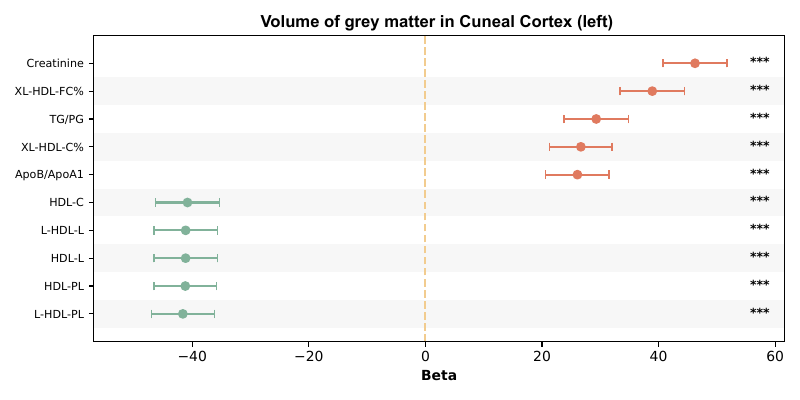 Volume of grey matter in Cuneal Cortex (left)
Creatinine ***
XL-HDL-FC% ***
TG/PG ***
XL-HDL-C% ***
ApoB/ApoA1 ***
HDL-C ***
L-HDL-L ***
HDL-L ***
HDL-PL ***
L-HDL-PL ***
−40 −20 0 20 40 60
Beta